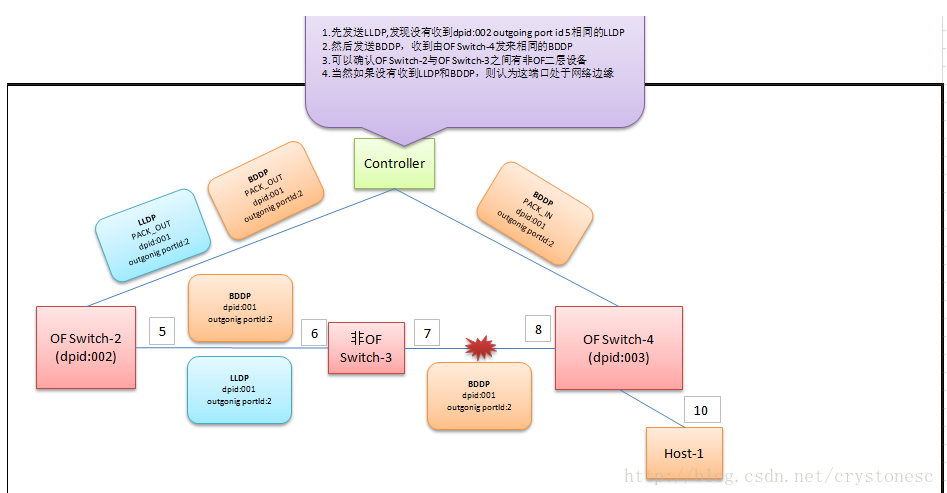 1.先发送LLDP,发现没有收到dpid:002 outgoing port id 5相同的LLDP
2.然后发送BDDP，收到由OF Switch-4发来相同的BDDP
3.可以确认OF Switch-2与OF Switch-3之间有非OF二层设备
4.当然如果没有收到LLDP和BDDP，则认为这端口处于网络边缘
Controller
BDDP
PACK_OUT
dpid:001
outgonig portId:2
LLDP
PACK_OUT
dpid:001
outgonig portId:2
BDDP
PACK_IN
dpid:001
outgonig portId:2
BDDP
dpid:001
outgonig portId:2
OF Switch-2
(dpid:002)
5
6
非OF
Switch-3
7
8
OF Switch-4
(dpid:003)
LLDP
dpid:001
outgonig portId:2
BDDP
dpid:001
outgonig portId:2
10
Host-1
http://blog.csdn.net/crystonesc